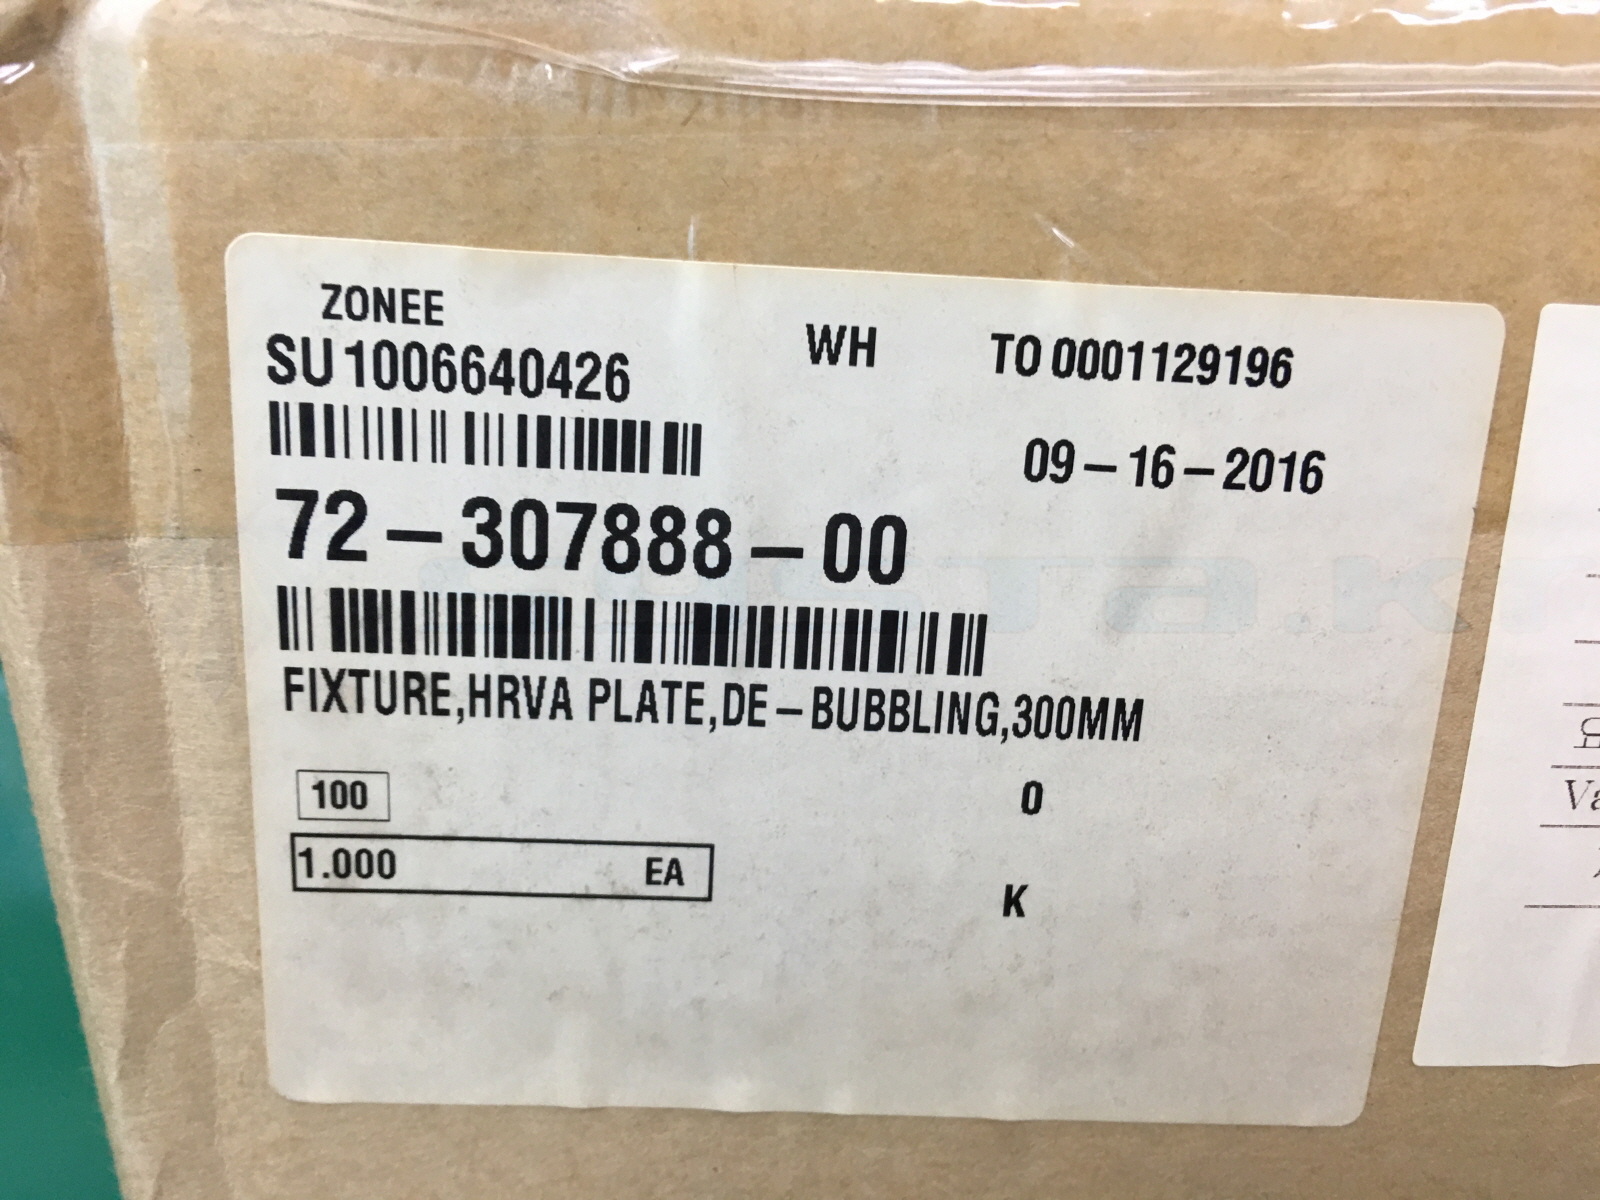 ZONEE
SU 1006640426
WH
TO 0001129196
09-16-2016
72-307888-00
FIXTURE,HRVA PLATE,DE-BUBBLING,300MM
100
0
1.000 EA
K
Va